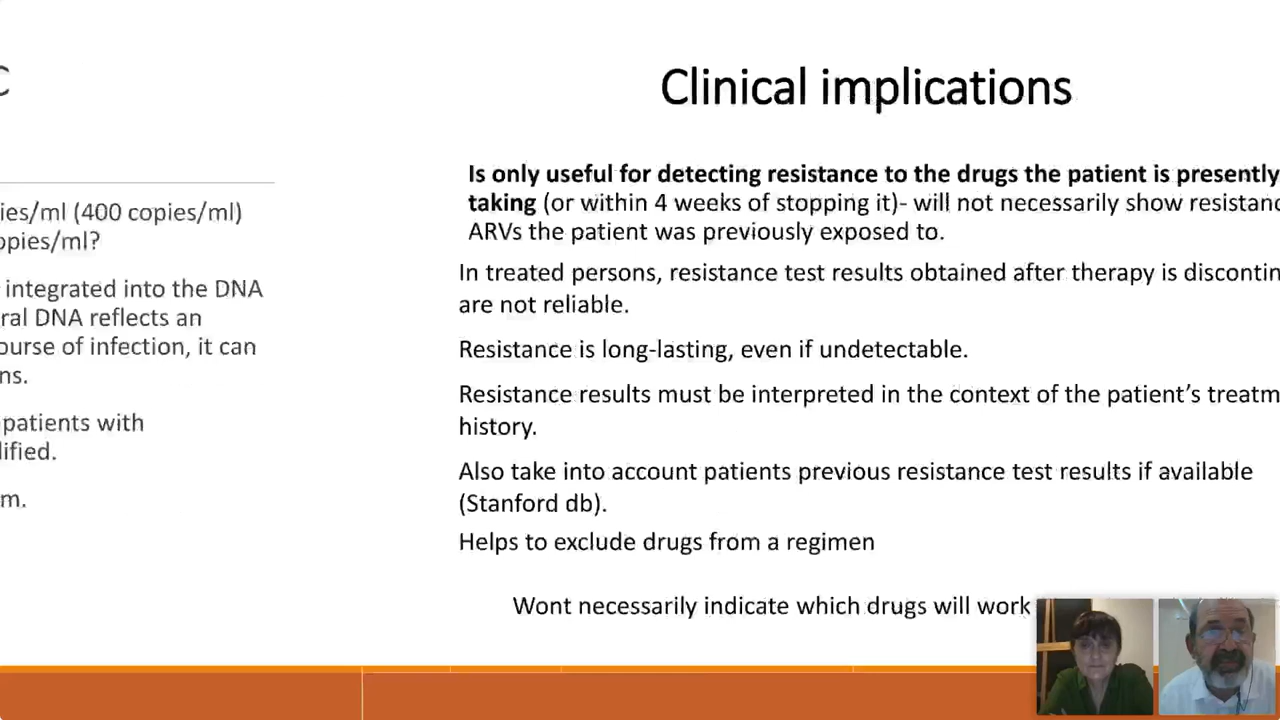 C
ies/ml (400 copies/ml)
opies/ml?
integrated into the DNA
ral DNA reflects an
ourse of infection, it can
ns.
patients with
lified.
m.
Clinical implications
Is only useful for detecting resistance to the drugs the patient is presently
taking (or within 4 weeks of stopping it)- will not necessarily show resistanc
ARVs the patient was previously exposed to.
In treated persons, resistance test results obtained after therapy is discontin
are not reliable.
Resistance is long-lasting, even if undetectable.
Resistance results must be interpreted in the context of the patient’s treatm
history.
Also take into account patients previous resistance test results if available
(Stanford db).
Helps to exclude drugs from a regimen
Wont necessarily indicate which drugs will work